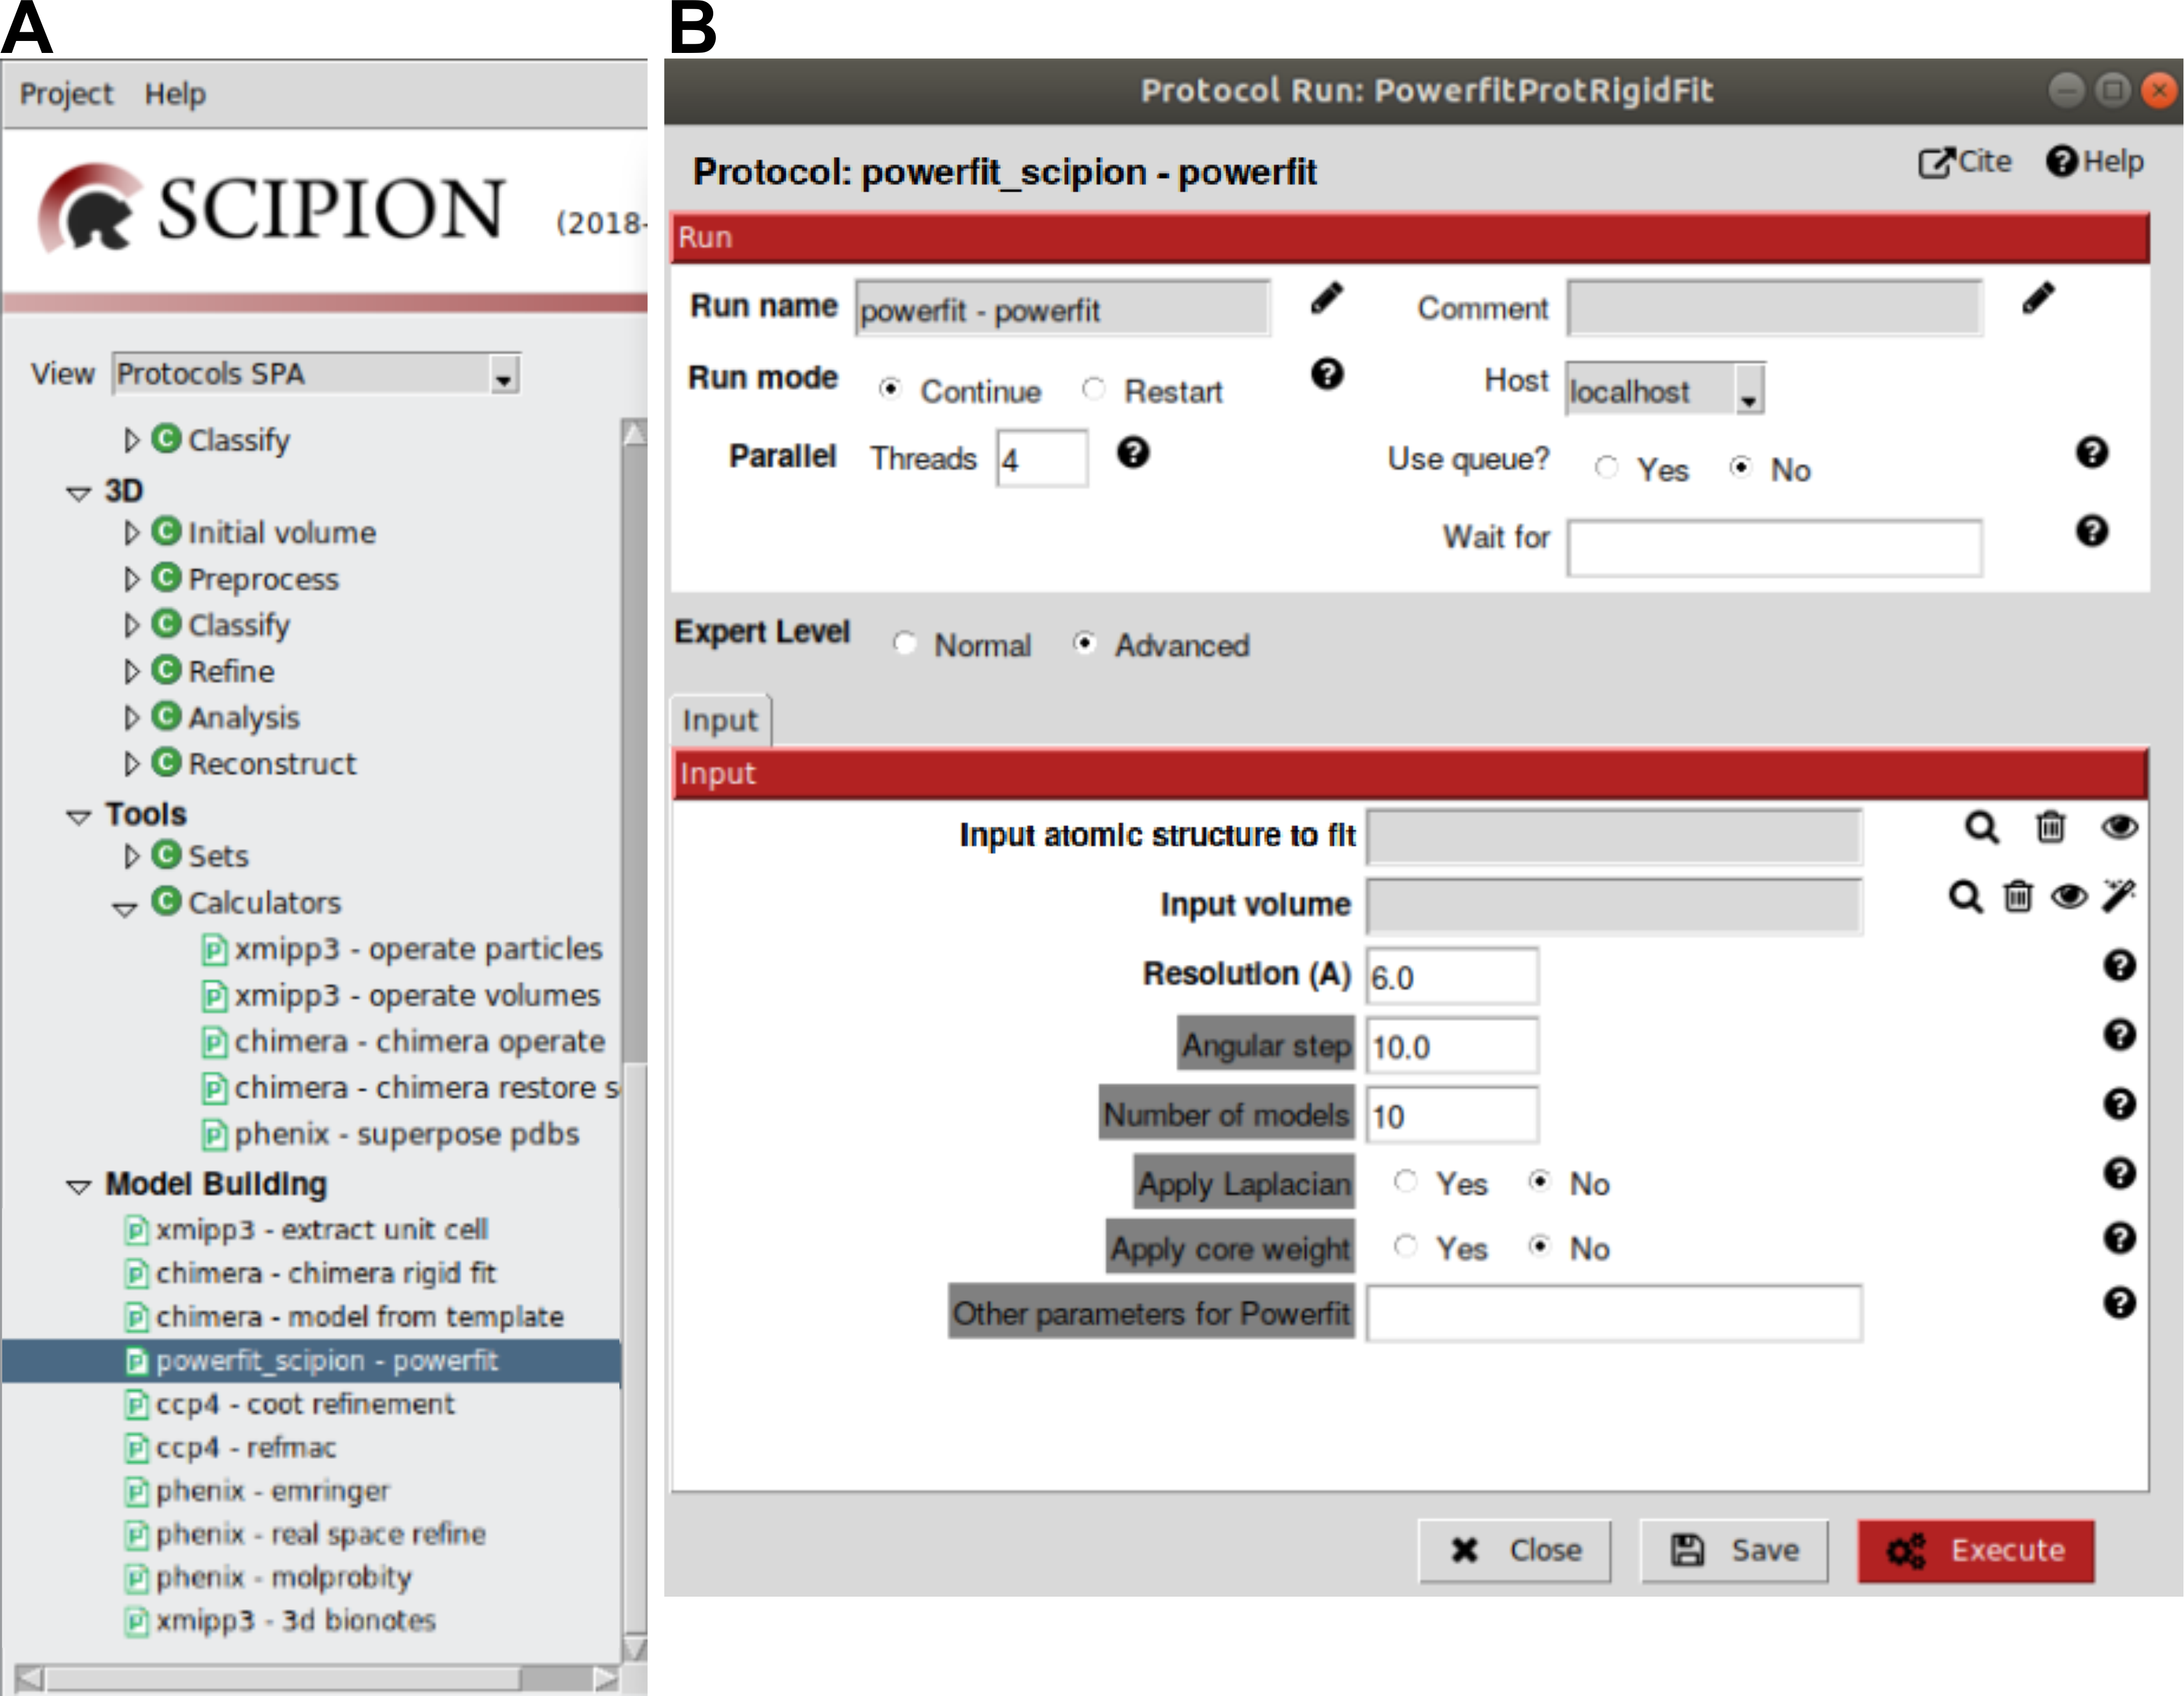 A
Project Help
SCIPION (2018-
View Protocols SPA
Classify
3D
Initial volume
Preprocess
Classify
Refine
Analysis
Reconstruct
Tools
Sets
Calculators
xmipp3 - operate particles
xmipp3 - operate volumes
chimera - chimera operate
chimera - chimera restore s
phenix - superpose pdbs
Model Building
xmipp3 - extract unit cell
chimera - chimera rigid fit
chimera - model from template
powerfit_scipion - powerfit
ccp4 - coot refinement
ccp4 - refmac
phenix - emringer
phenix - real space refine
phenix - molprobity
xmipp3 - 3d bionotes
B
Protocol Run: PowerfitProtRigidFit
Protocol: powerfit_scipion - powerfit Cite Help
Run
Run name powerfit - powerfit Comment
Run mode Continue Restart Host localhost
Parallel Threads 4 Use queue? Yes No
Wait for
Expert Level Normal Advanced
Input
Input
Input atomic structure to fit
Input volume
Resolution (A) 6.0
Angular step 10.0
Number of models 10
Apply Laplacian Yes No
Apply core weight Yes No
Other parameters for Powerfit
Close Save Execute